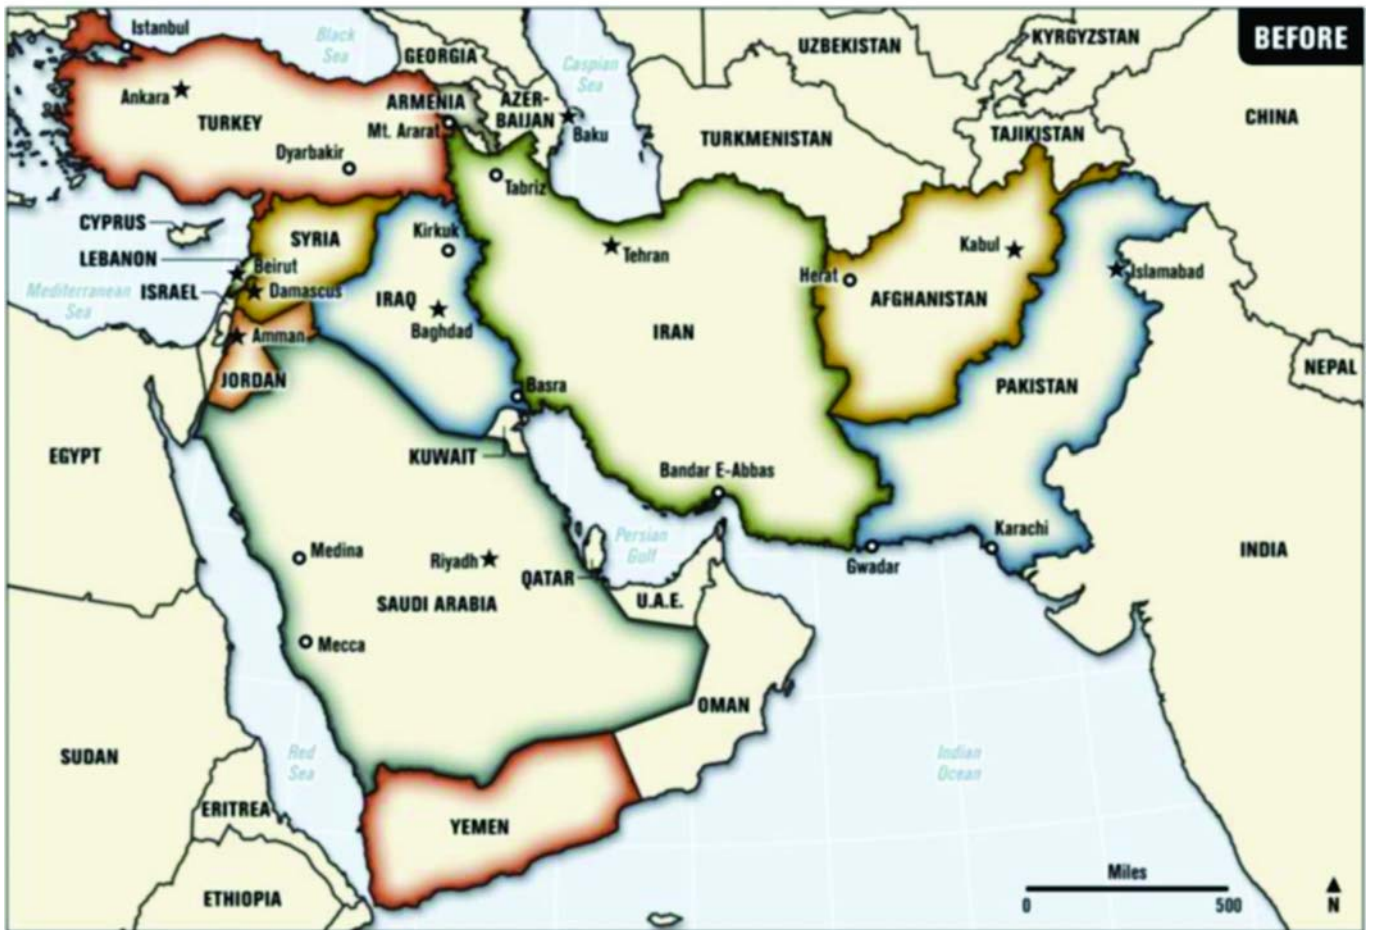 Istanbul
Black
Sea
GEORGIA
Caspian
Sea
UZBEKISTAN
KYRGYZSTAN
BEFORE
Ankara
TURKEY
ARMENIA
Mt. Ararat
AZER-
BAIJAN
Baku
TURKMENISTAN
TAJIKISTAN
CHINA
Dyarbakir
Tabriz
CYPRUS
SYRIA
Kirkuk
Tehran
Kabul
LEBANON
Beirut
Herat
Islamabad
Mediterranean
Sea
ISRAEL
Damascus
IRAQ
Baghdad
AFGHANISTAN
Amman
IRAN
JORDAN
Basra
PAKISTAN
NEPAL
EGYPT
KUWAIT
Bandar E-Abbas
Medina
Riyadh
Persian
Gulf
QATAR
Karachi
Gwadar
INDIA
SAUDI ARABIA
U.A.E.
Mecca
OMAN
SUDAN
Red
Sea
Indian
Ocean
ERITREA
YEMEN
ETHIOPIA
Miles
0
500
N